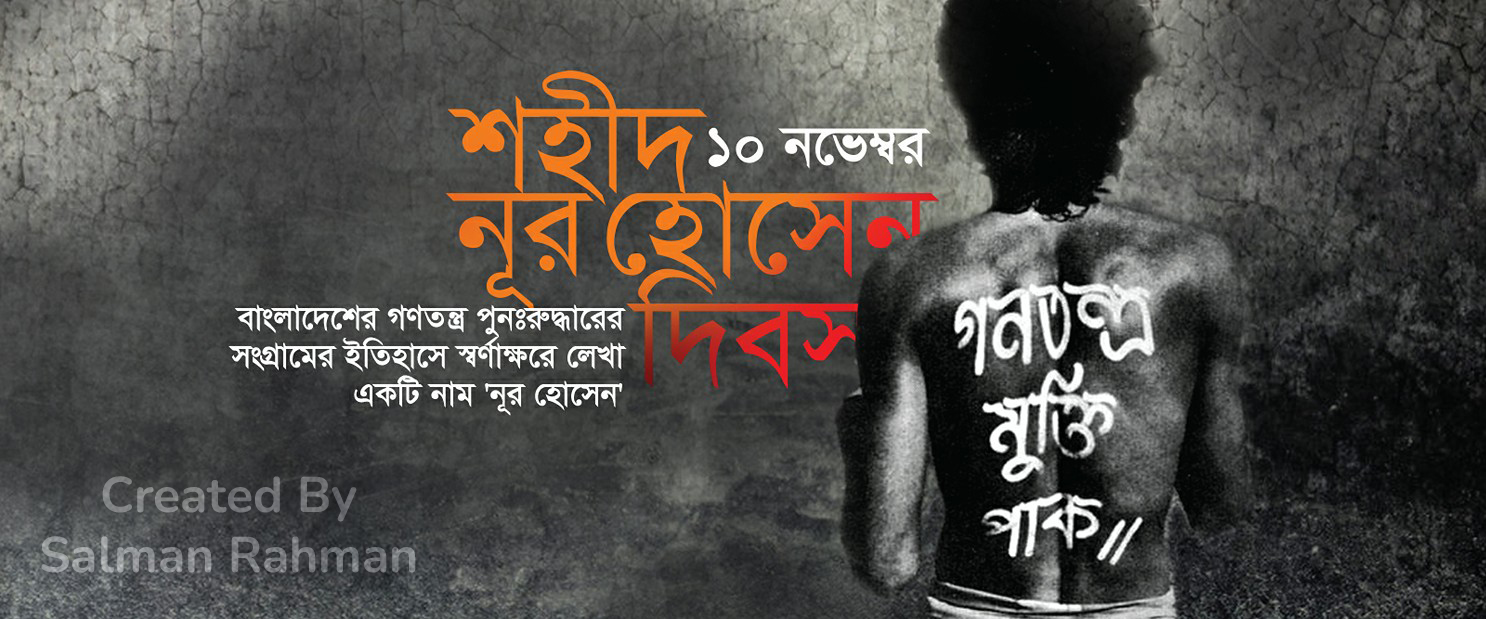 শহীদ ১০ নভেম্বর
নূর হোসেন
দিবস
বাংলাদেশের গণতন্ত্র পুনঃরুদ্ধারের
সংগ্রামের ইতিহাসে স্বর্ণাক্ষরে লেখা
একটি নাম 'নূর হোসেন'
গনতন্ত্র
মুক্তি
পাক//
Created By
Salman Rahman